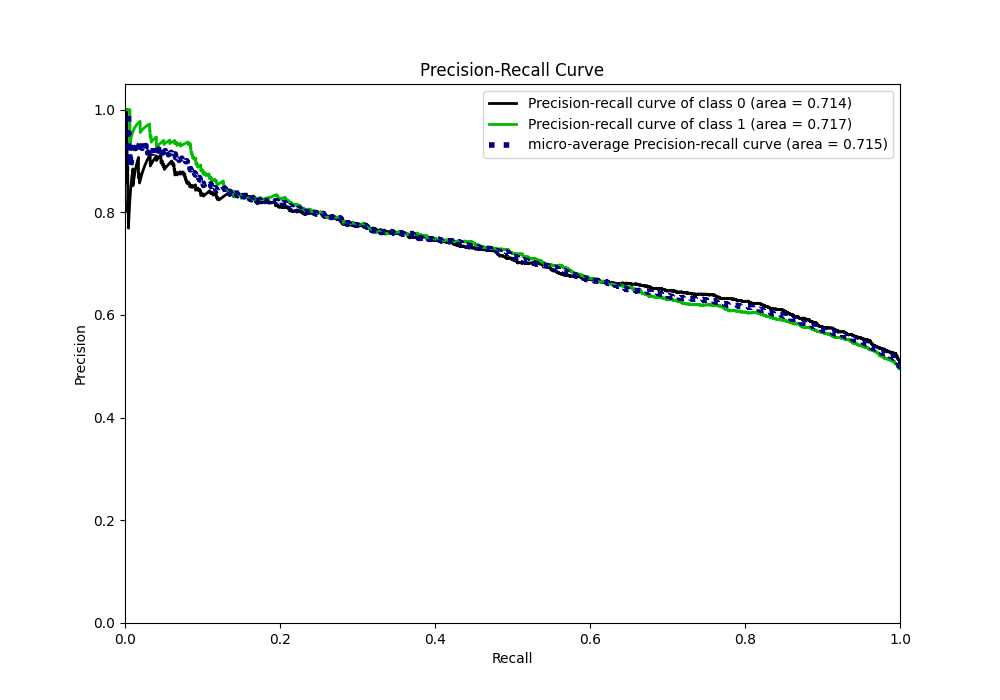 Precision-Recall Curve
Precision-recall curve of class 0 (area = 0.714)
Precision-recall curve of class 1 (area = 0.717)
micro-average Precision-recall curve (area = 0.715)
1.0
0.8
0.6
0.4
0.2
0.0
Precision
0.0 0.2 0.4 0.6 0.8 1.0
Recall